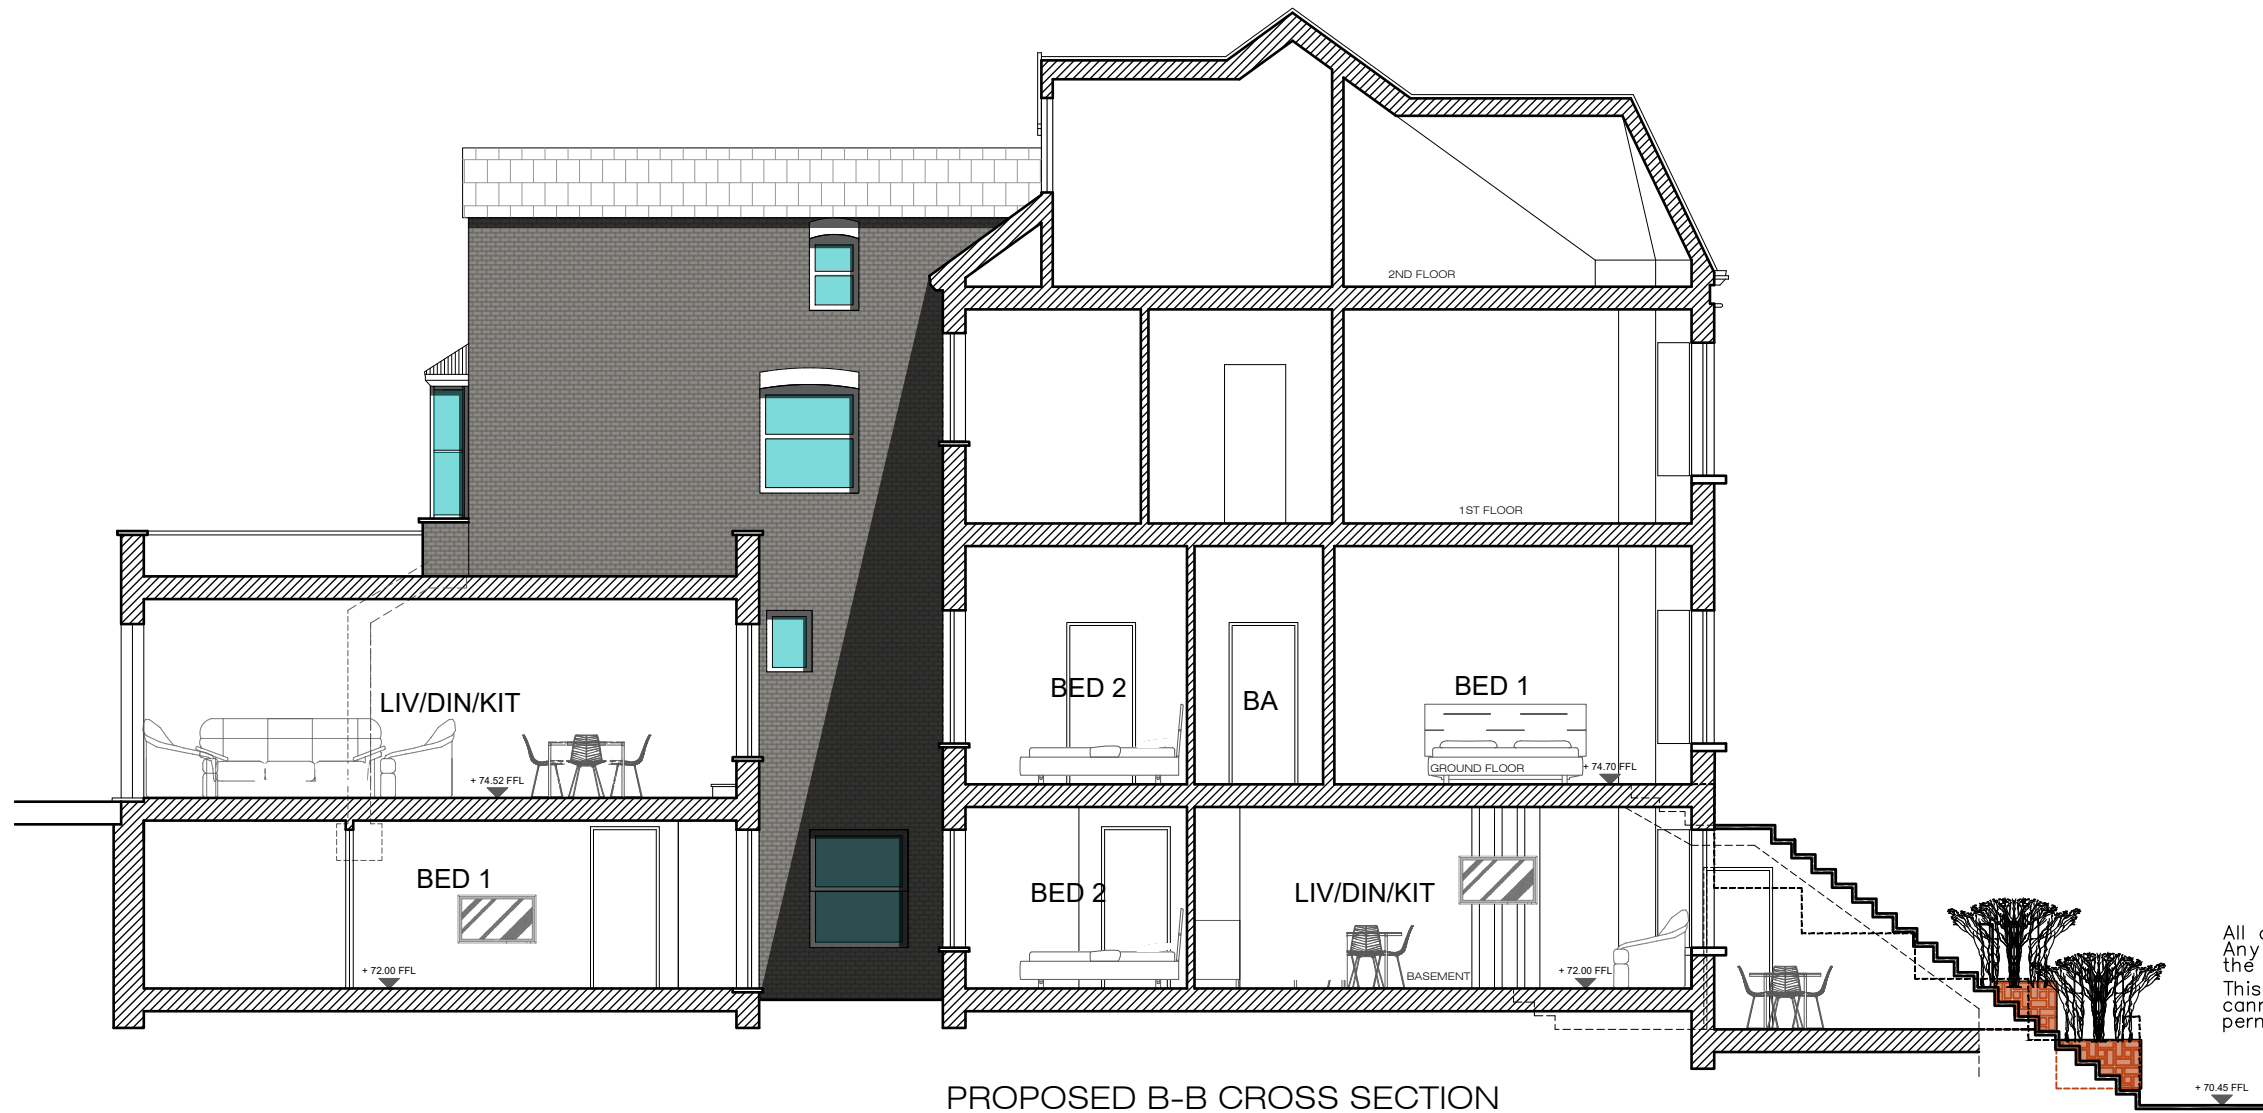 2ND FLOOR
1ST FLOOR
LIV/DIN/KIT
BED 2
BA
BED 1
+ 74.52 FFL
GROUND FLOOR
+ 74.70 FFL
BED 1
BED 2
LIV/DIN/KIT
+ 72.00 FFL
BASEMENT
+ 72.00 FFL
All
Any
the
This
+ 70.45 FFL
PROPOSED B-B CROSS SECTION